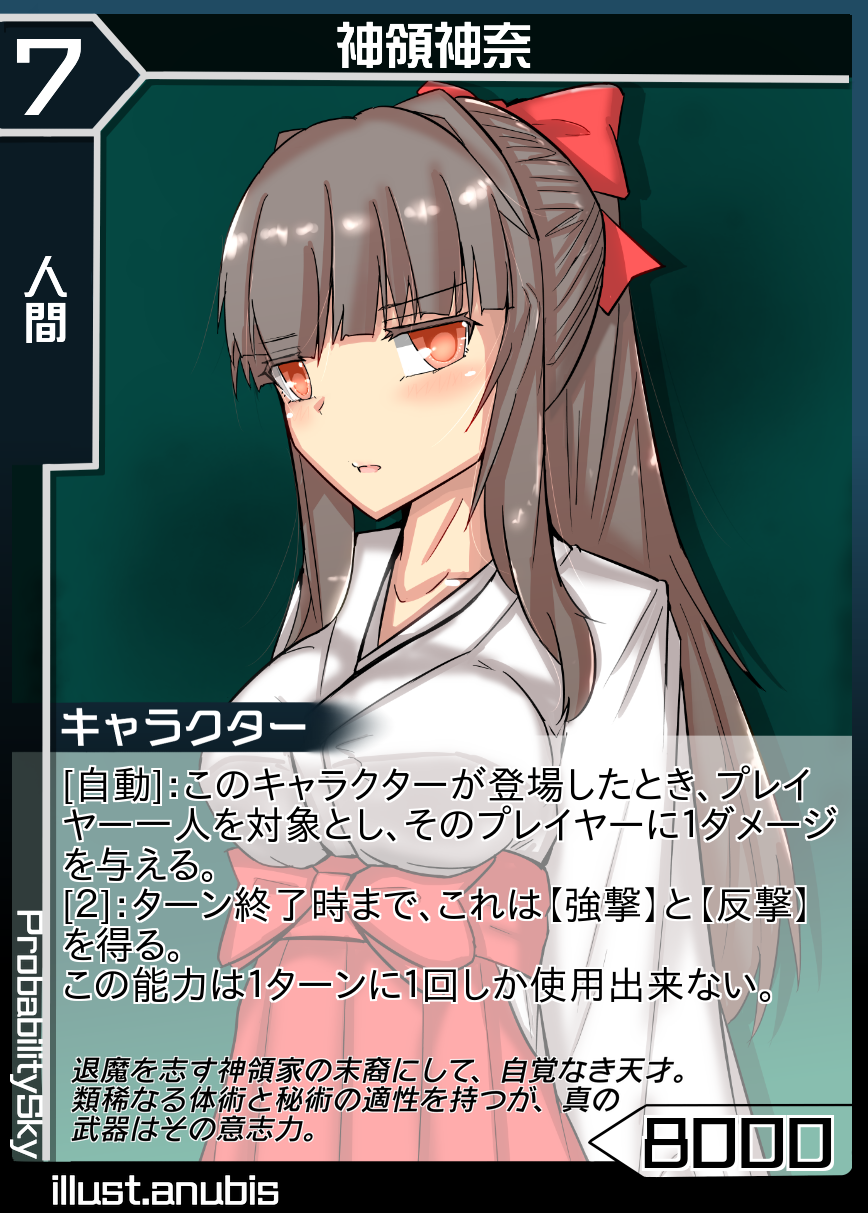 7
神領神奈
人間
キャラクター
[自動]:このキャラクターが登場したとき、プレイ
ヤー一人を対象とし、そのプレイヤーに1ダメージ
を与える。
[2]:ターン終了時まで、これは【強撃】と【反撃】
を得る。
この能力は1ターンに1回しか使用出来ない。
退魔を志す神領家の末裔にして、自覚なき天才。
類稀なる体術と秘術の適性を持つが、真の
武器はその意志力。
8000
ProbabilitySky
illust.anubis